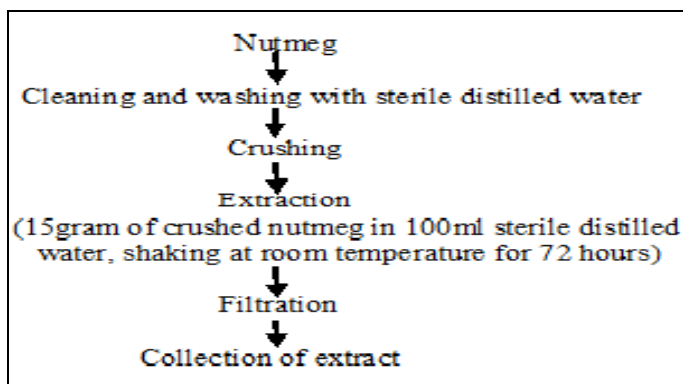 Nutmeg
Cleaning and washing with sterile distilled water
Crushing
Extraction
(15gram of crushed nutmeg in 100ml sterile distilled
water, shaking at room temperature for 72 hours)
Filtration
Collection of extract